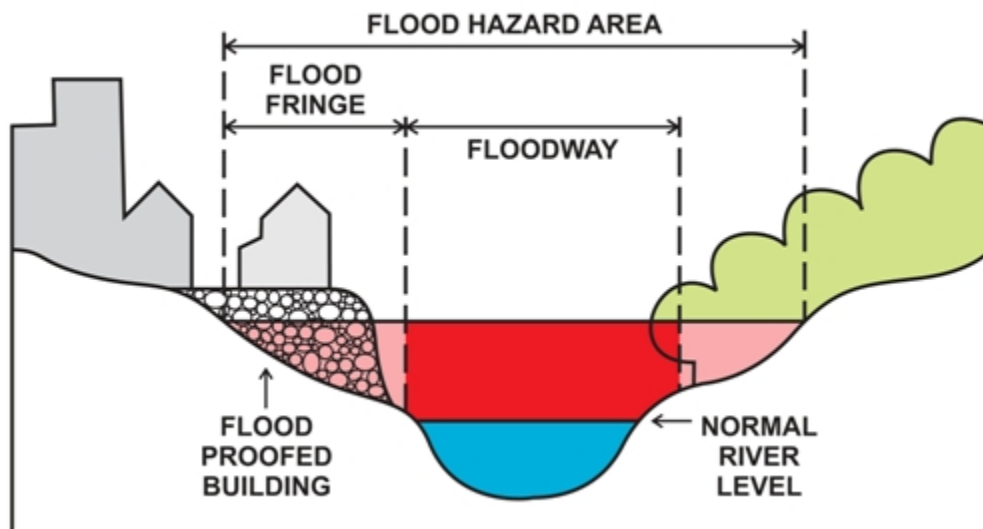 FLOOD HAZARD AREA
FLOOD
FRINGE
FLOODWAY
FLOOD
PROOFED
BUILDING
NORMAL
RIVER
LEVEL